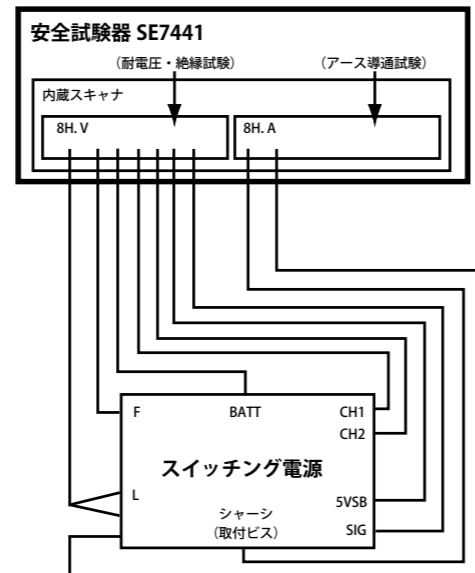 安全試験器 SE7441
(耐電圧・絶縁試験)
(アース導通試験)
内蔵スキャナ
8H. V
8H. A
F
BATT
CH1
CH2
スイッチング電源
L
5VSB
シャーシ
(取付ビス)
SIG